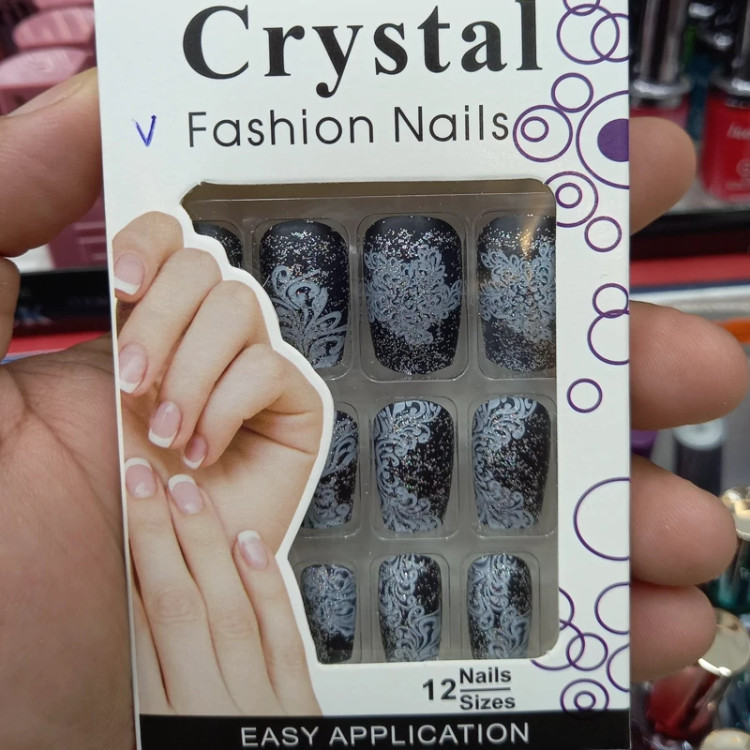 Crystal
V Fashion Nails
12 Nails
Sizes
EASY APPLICATION